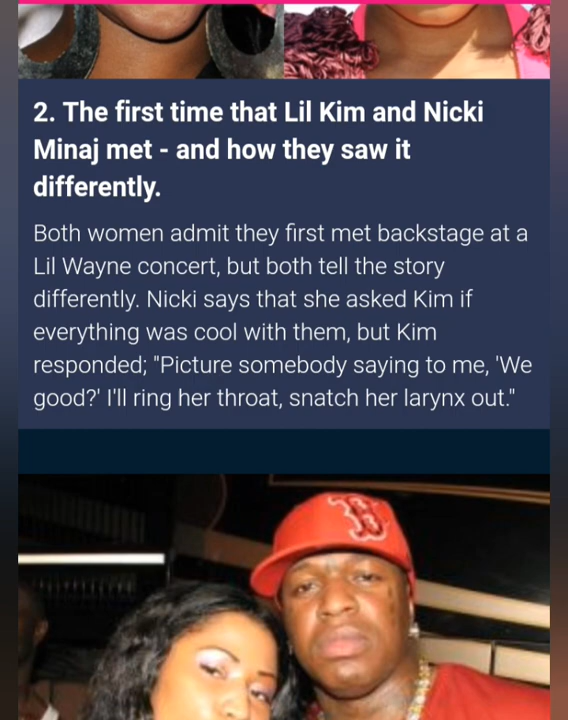 2. The first time that Lil Kim and Nicki
Minaj met - and how they saw it
differently.
Both women admit they first met backstage at a
Lil Wayne concert, but both tell the story
differently. Nicki says that she asked Kim if
everything was cool with them, but Kim
responded; "Picture somebody saying to me, 'We
good?' I'll ring her throat, snatch her larynx out."
B